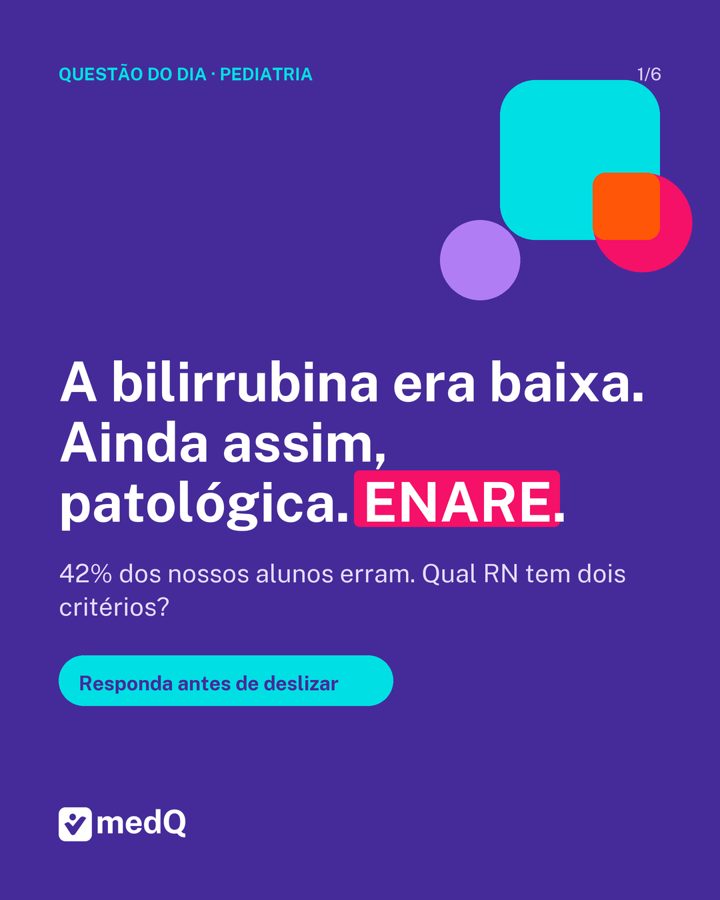 QUESTÃO DO DIA · PEDIATRIA
1/6
A bilirrubina era baixa.
Ainda assim,
patológica. ENARE.
42% dos nossos alunos erram. Qual RN tem dois
critérios?
Responda antes de deslizar
medQ